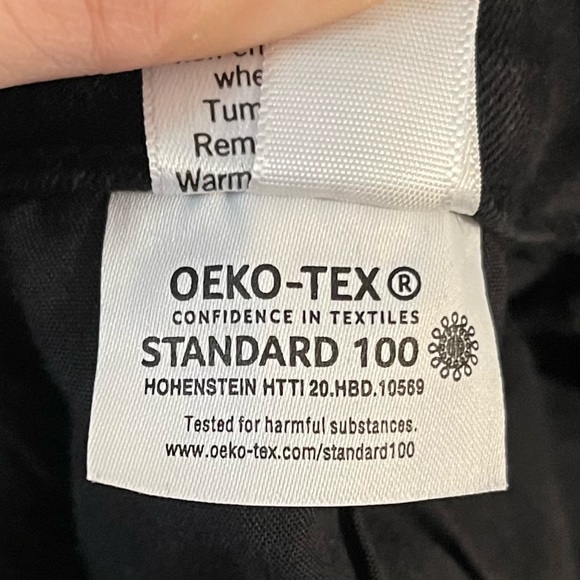 whe
Tum
Rem
Warm
OEKO-TEX®
CONFIDENCE IN TEXTILES
STANDARD 100
HOHENSTEIN HTTI 20.HBD.10569
Tested for harmful substances.
www.oeko-tex.com/standard100